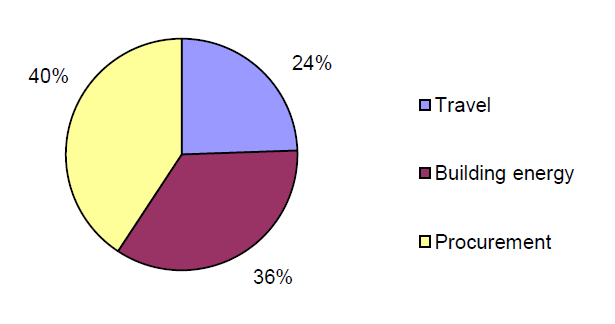 24%
40%
Travel
Building energy
Procurement
36%